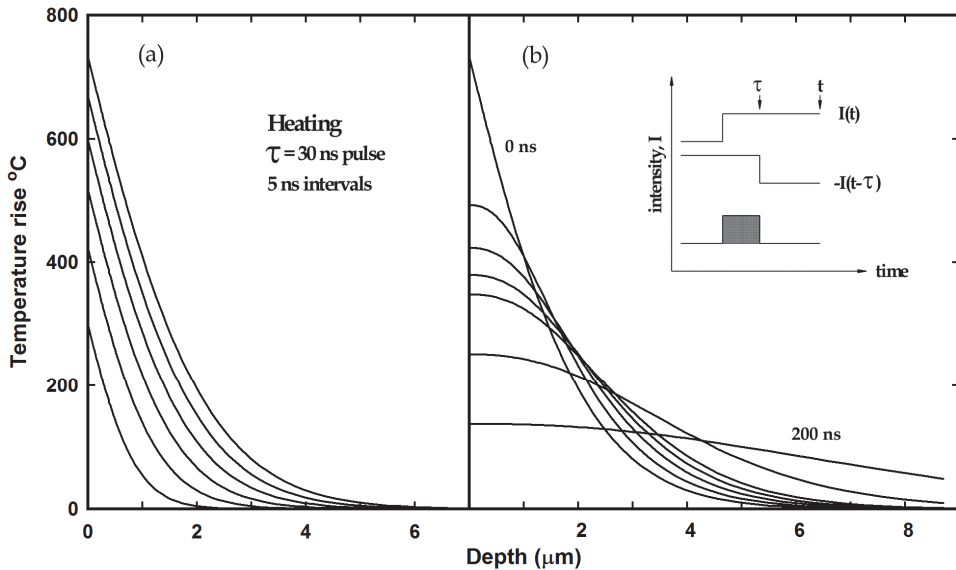 800
600
400
200
0
Temperature rise °C
(a)
Heating
τ = 30 ns pulse
5 ns intervals
0
2
4
6
(b)
0 ns
200 ns
τ
t
I(t)
-I(t-τ)
intensity, I
time
2
4
6
8
Depth (μm)